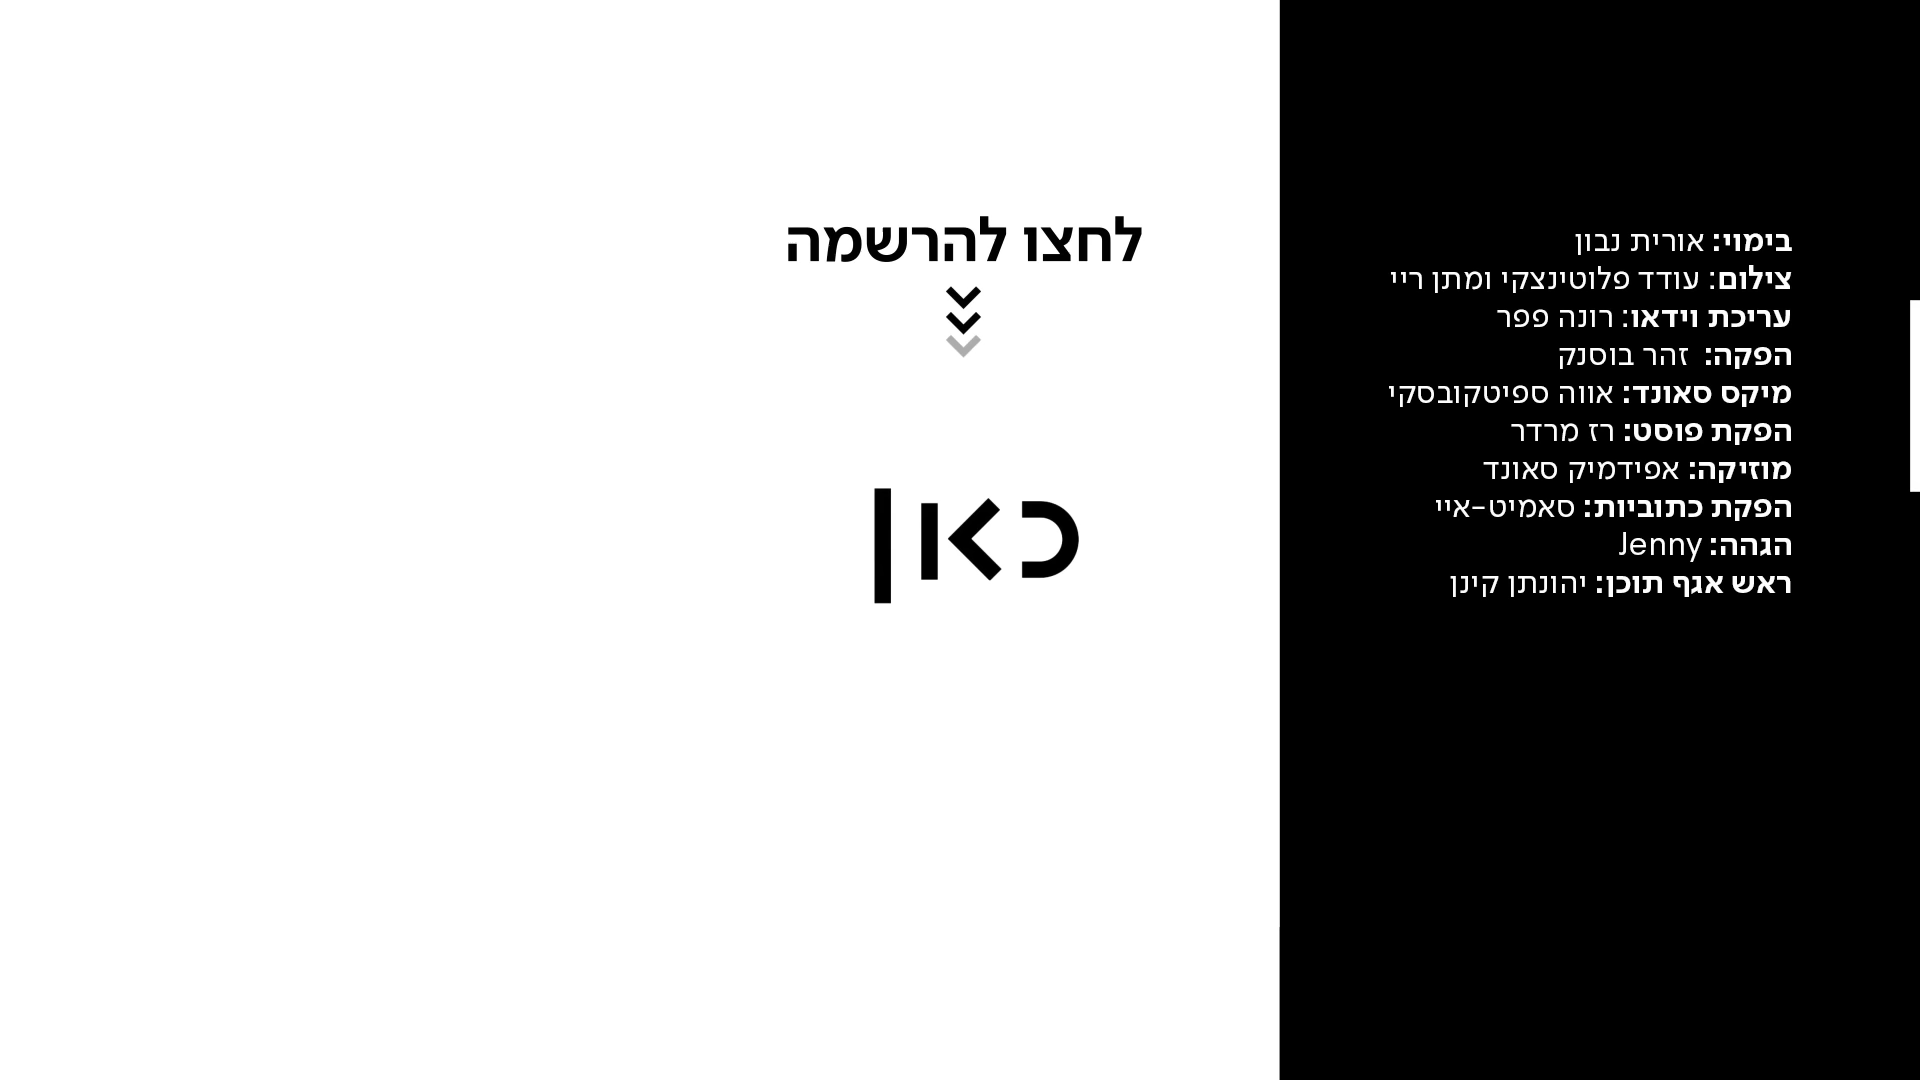 בימוי: אורית נבון
צילום: עודד פלוטינצקי ומתן ריי
עריכת וידאו: רונה פפר
הפקה: זהר בוסנק
מיקס סאונד: אווה ספיטקובסקי
הפקת פוסט: רז מרדר
מוזיקה: אפידמיק סאונד
הפקת כתוביות: סאמיט-איי
הגהה: Jenny
ראש אגף תוכן: יהונתן קינן
לחצו להרשמה
כאן